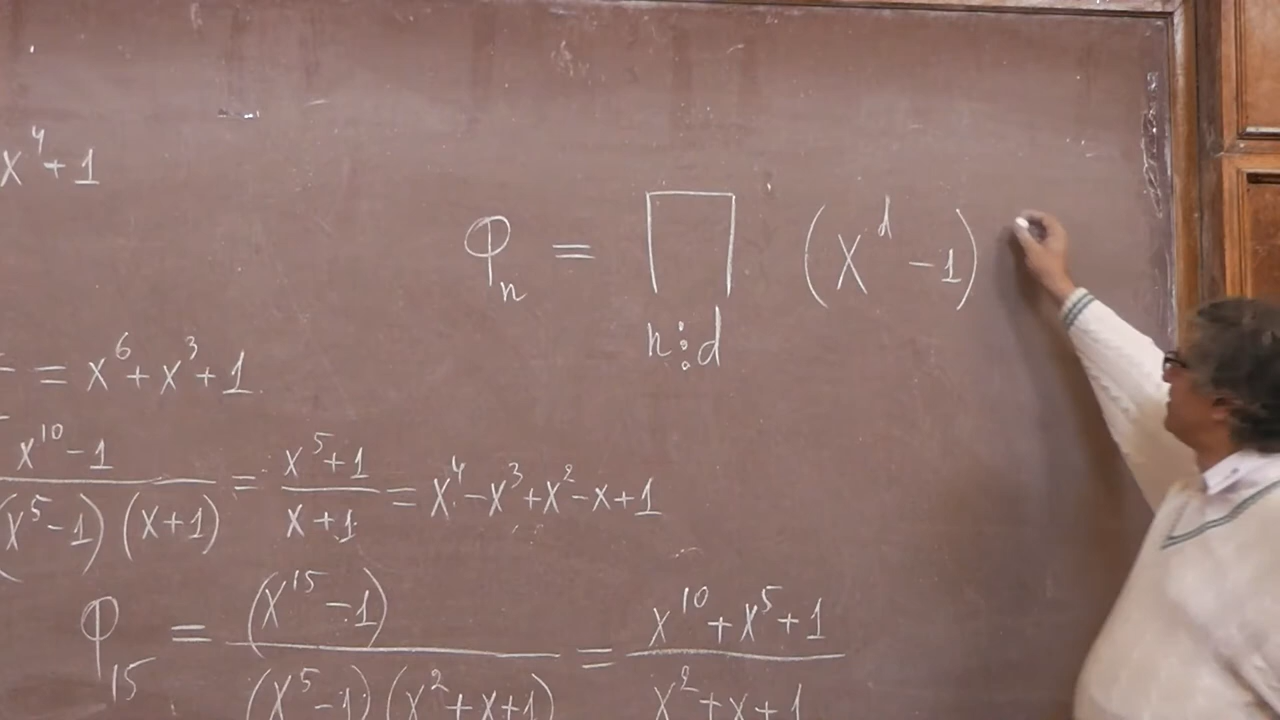 x⁴ + 1
φₙ = ∏ (x^d − 1)
n⋮d
= x⁶ + x³ + 1
x¹⁰ − 1 / (x⁵ − 1)(x + 1) = x⁵ + 1 / x + 1 = x⁴ − x³ + x² − x + 1
φ₁₅ = (x¹⁵ − 1) / (x⁵ − 1)(x² + x + 1) = x¹⁰ + x⁵ + 1 / x² + x + 1